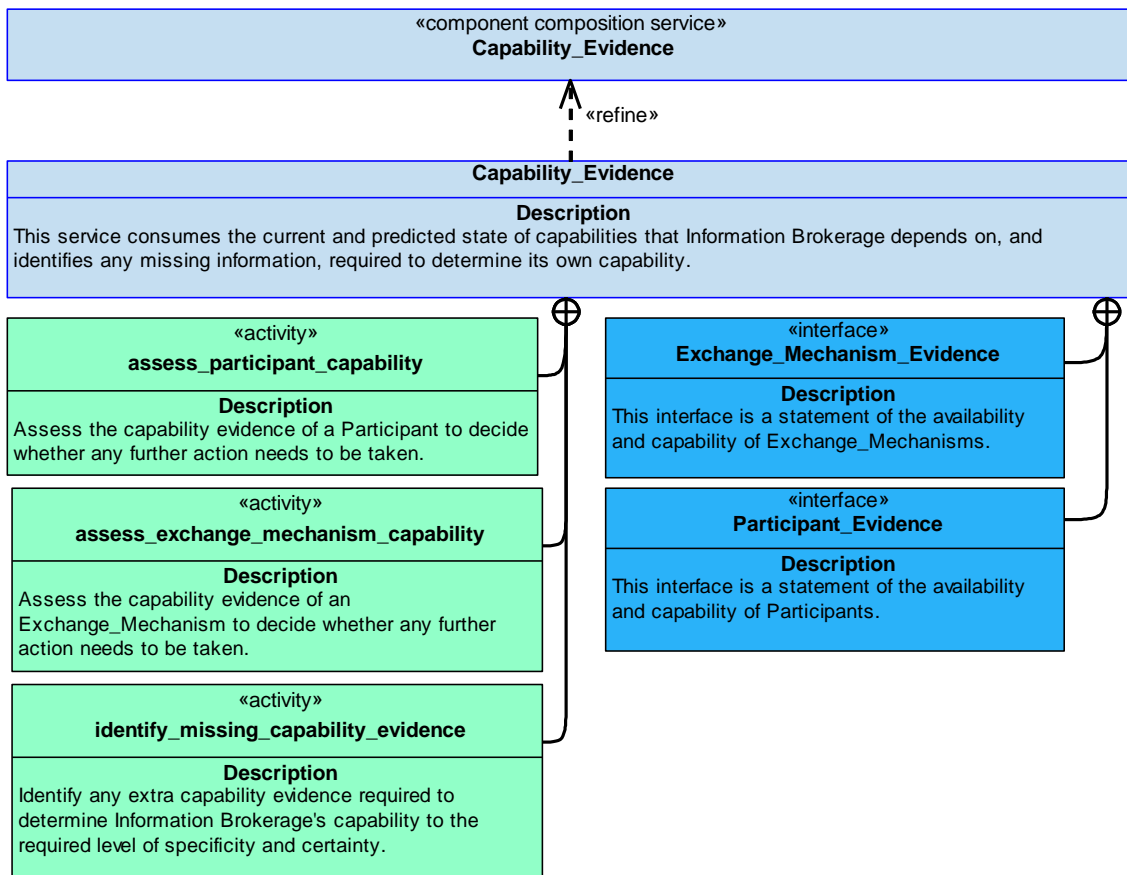 «component composition service»
Capability_Evidence
«refine»
Capability_Evidence
Description
This service consumes the current and predicted state of capabilities that Information Brokerage depends on, and
identifies any missing information, required to determine its own capability.
«activity»
assess_participant_capability
Description
Assess the capability evidence of a Participant to decide
whether any further action needs to be taken.
«activity»
assess_exchange_mechanism_capability
Description
Assess the capability evidence of an
Exchange_Mechanism to decide whether any further
action needs to be taken.
«activity»
identify_missing_capability_evidence
Description
Identify any extra capability evidence required to
determine Information Brokerage's capability to the
required level of specificity and certainty.
«interface»
Exchange_Mechanism_Evidence
Description
This interface is a statement of the availability
and capability of Exchange_Mechanisms.
«interface»
Participant_Evidence
Description
This interface is a statement of the availability
and capability of Participants.